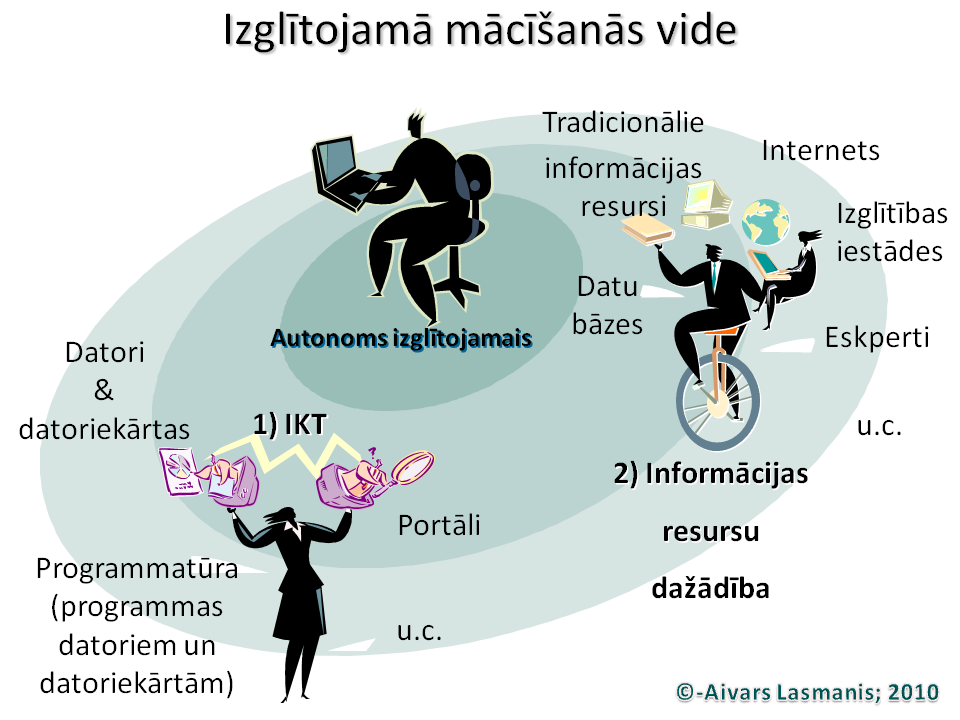 Izglītojamā mācīšanās vide
Tradicionālie
informācijas
resursi
Internets
Izglītības
iestādes
Datu
bāzes
Eskperti
u.c.
2) Informācijas
resursu
dažādība
Autonoms izglītojamais
Datori
&
datoriekārtas
1) IKT
Portāli
Programmatūra
(programmas
datoriem un
datoriekārtām)
u.c.
©-Aivars Lasmanis; 2010